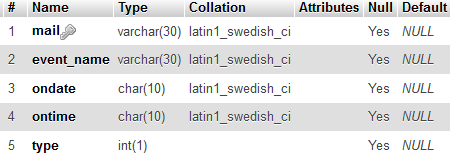 # Name Type Collation Attributes Null Default
1 mail varchar(30) latin1_swedish_ci Yes NULL
2 event_name varchar(30) latin1_swedish_ci Yes NULL
3 ondate char(10) latin1_swedish_ci Yes NULL
4 ontime char(10) latin1_swedish_ci Yes NULL
5 type int(1) Yes NULL